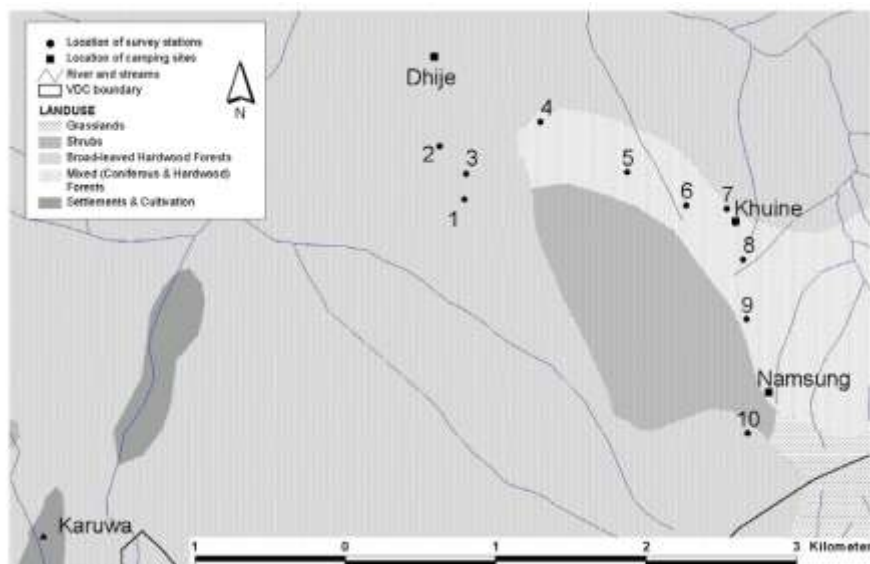 Location of survey stations
Location of camping sites
River and streams
VDC boundary
LANDUSE
Grasslands
Shrubs
Broad-leaved Hardwood Forests
Mixed (Coniferous & Hardwood)
Forests
Settlements & Cultivation
N
Dhije
4
2
3
5
1
6
7
Khuine
8
9
Namsung
10
Karuwa
1 0 1 2 3 Kilometer